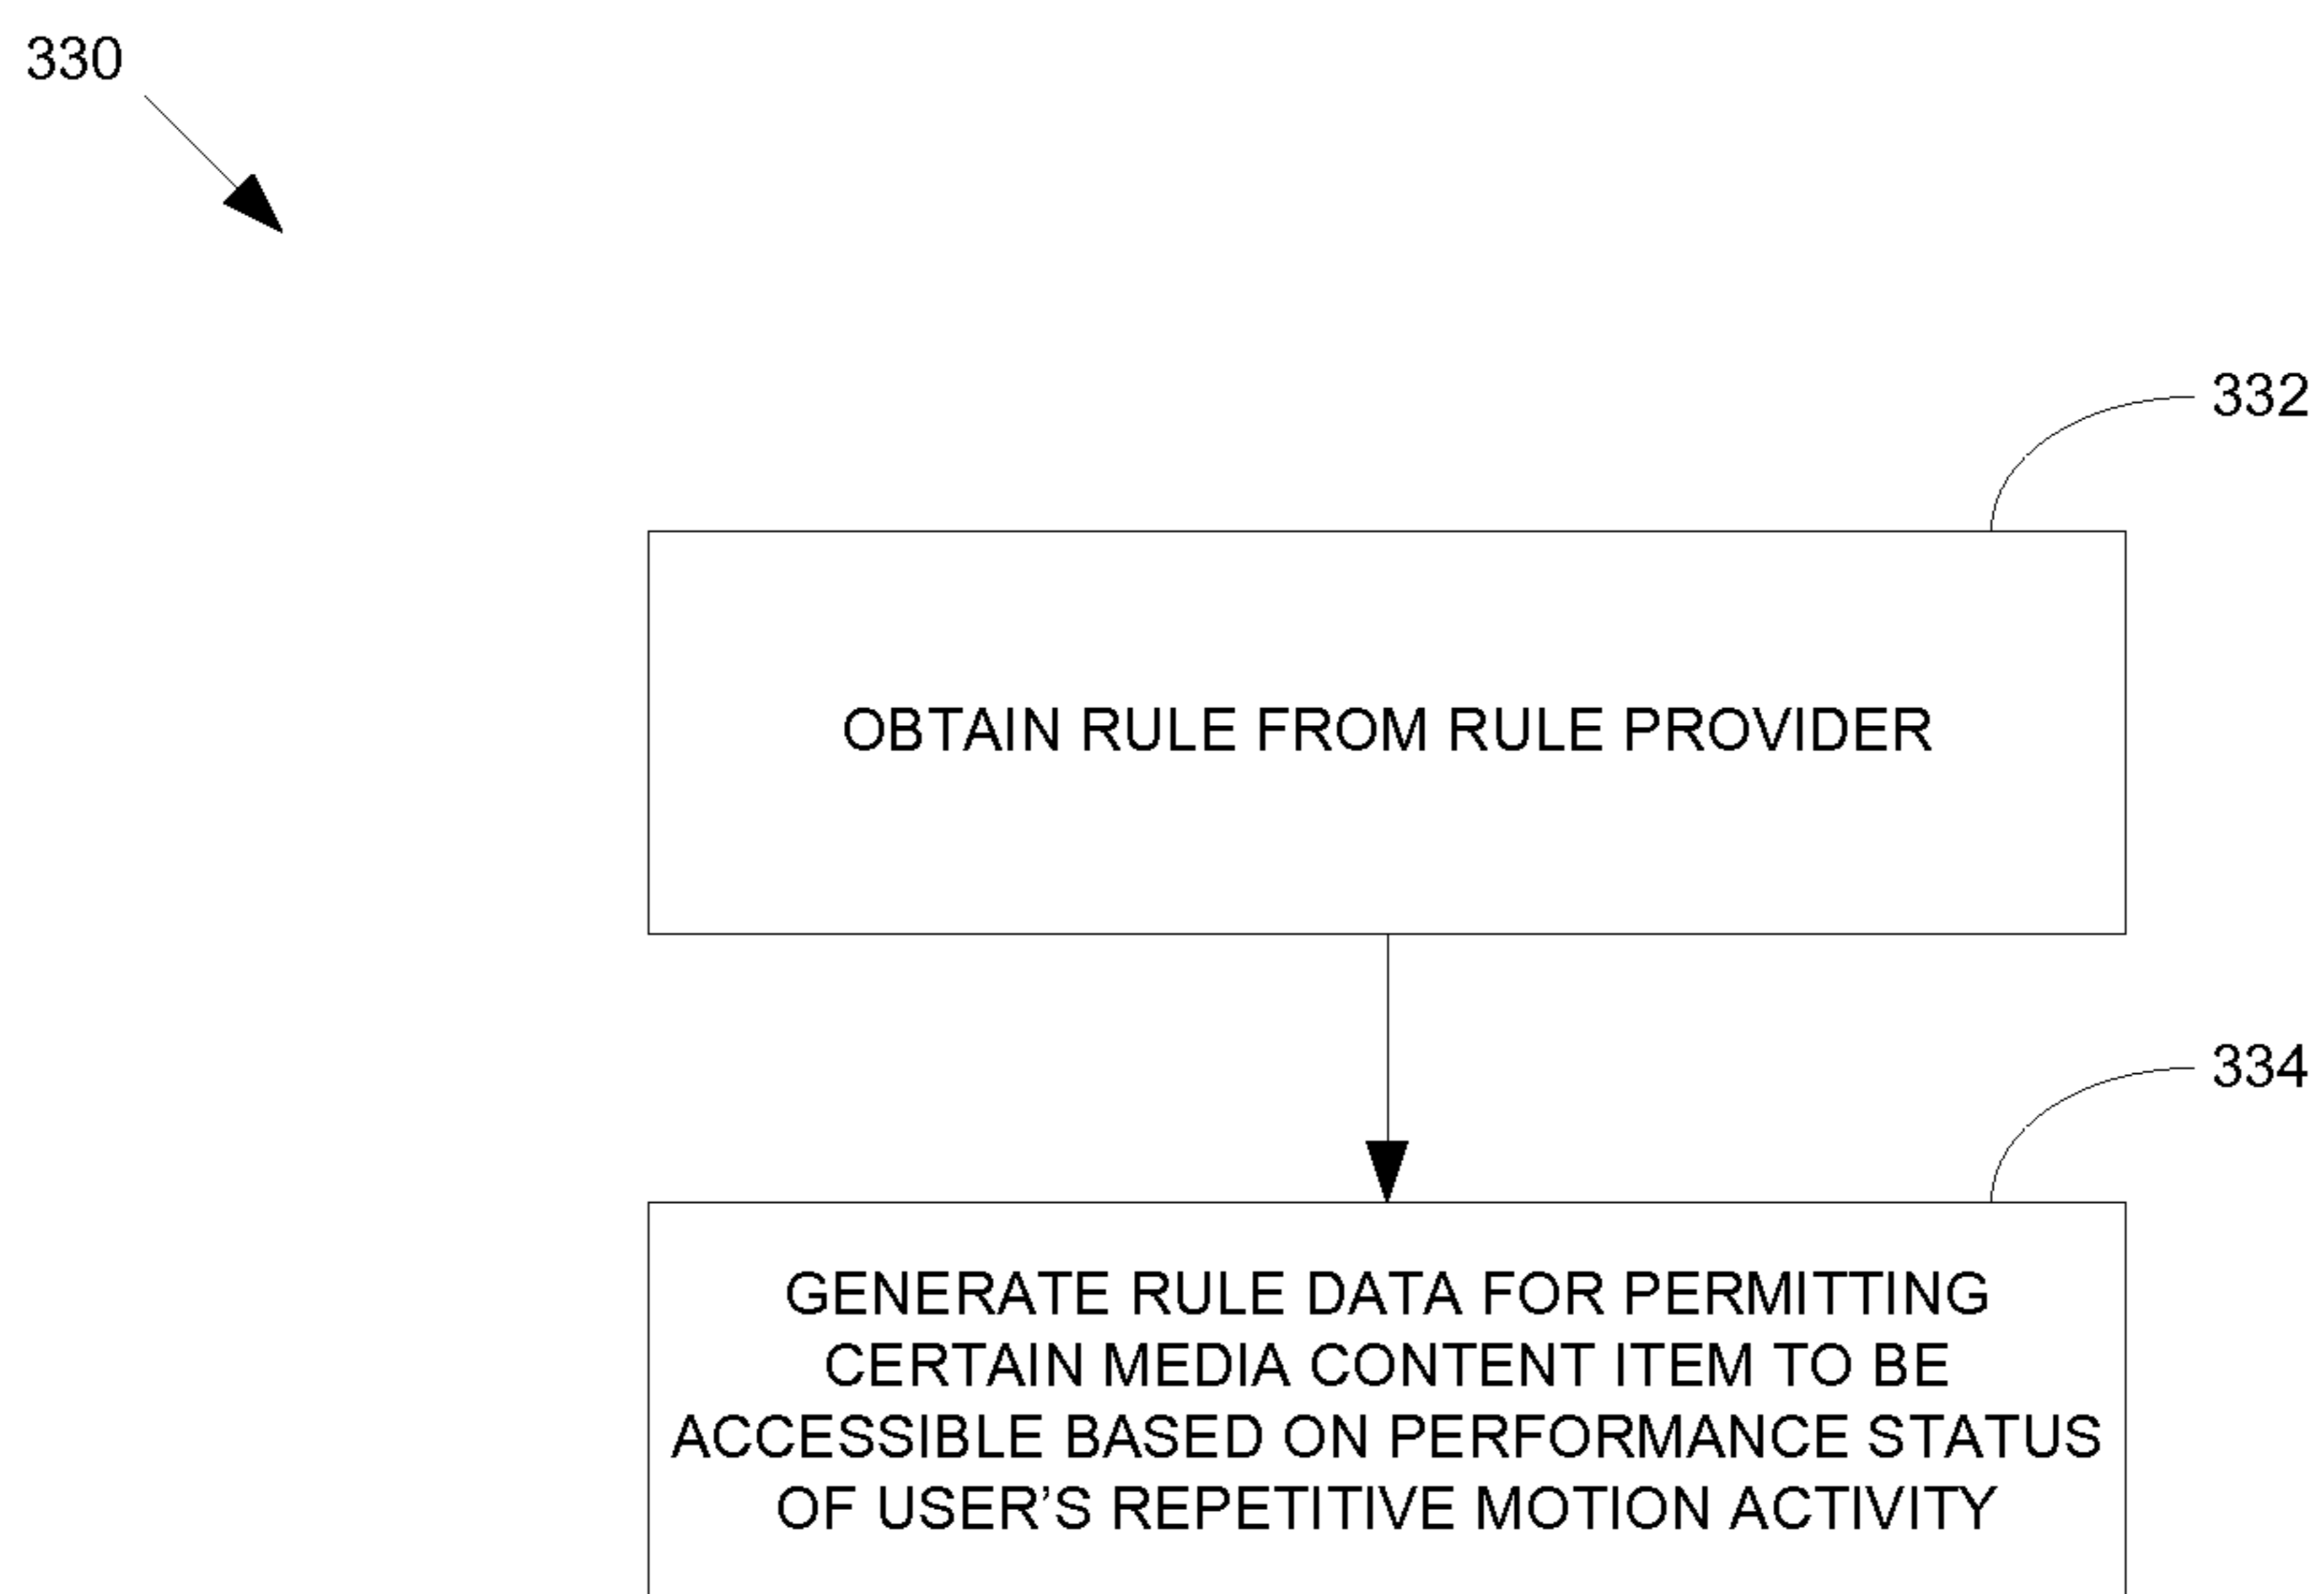 330
332
OBTAIN RULE FROM RULE PROVIDER
334
GENERATE RULE DATA FOR PERMITTING
CERTAIN MEDIA CONTENT ITEM TO BE
ACCESSIBLE BASED ON PERFORMANCE STATUS
OF USER’S REPETITIVE MOTION ACTIVITY